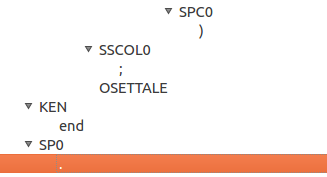 SPC0
)
SSCOL0
;
OSETTALE
KEN
end
SP0
.